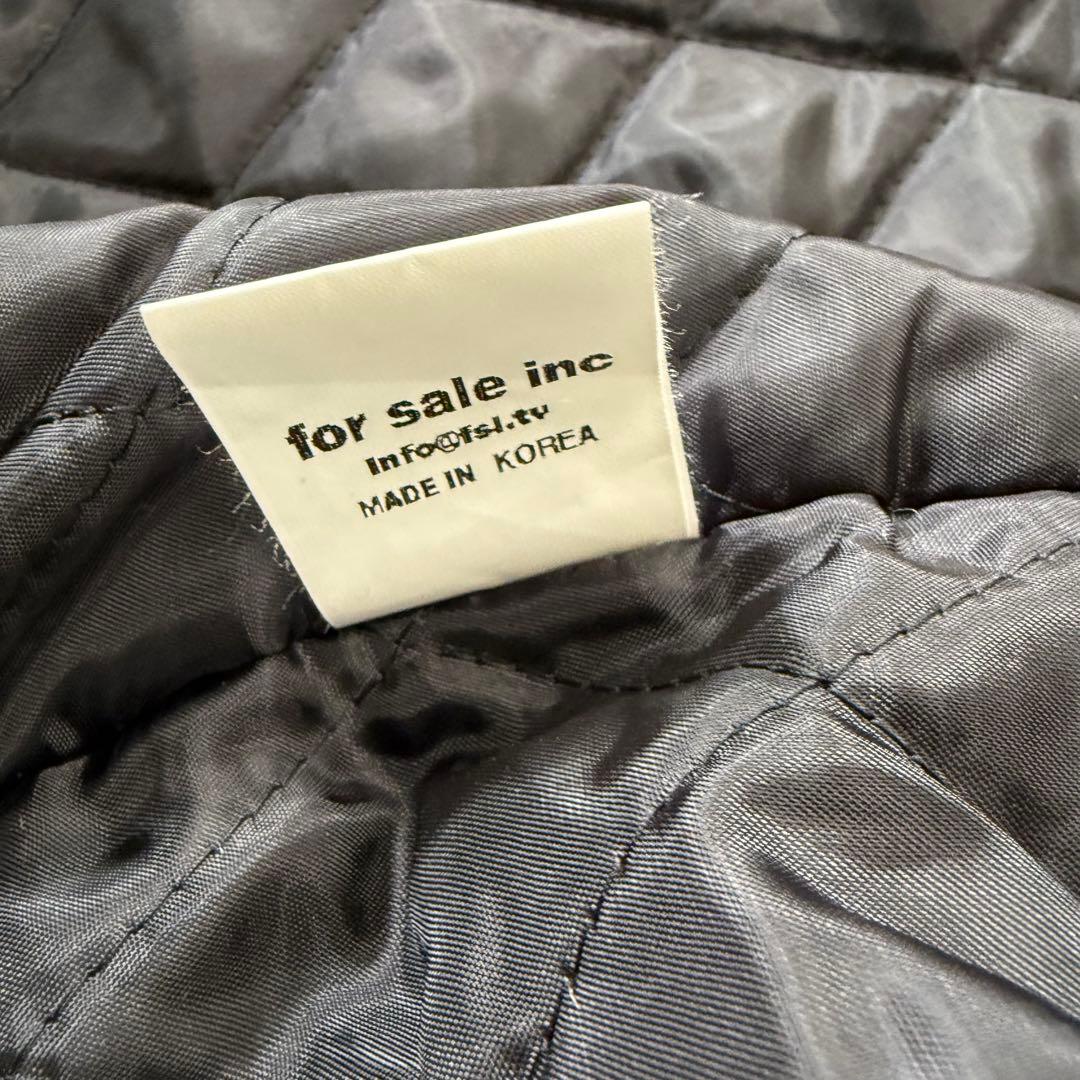 for sale inc
Info@fsl.tv
MADE IN KOREA